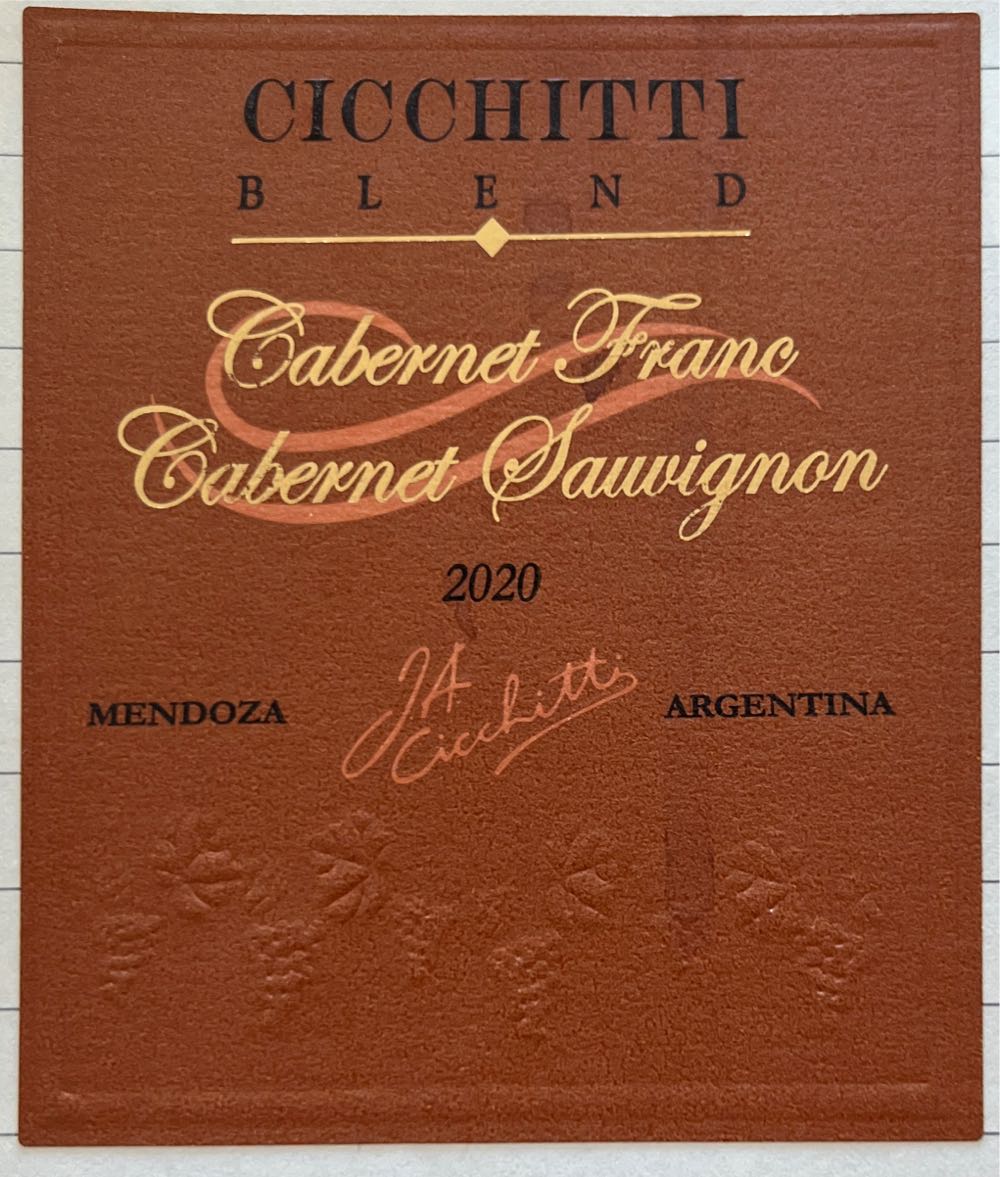 CICCHITTI
BLEND
Cabernet Franc
Cabernet Sauvignon
2020
JA
Cicchitti
MENDOZA
ARGENTINA